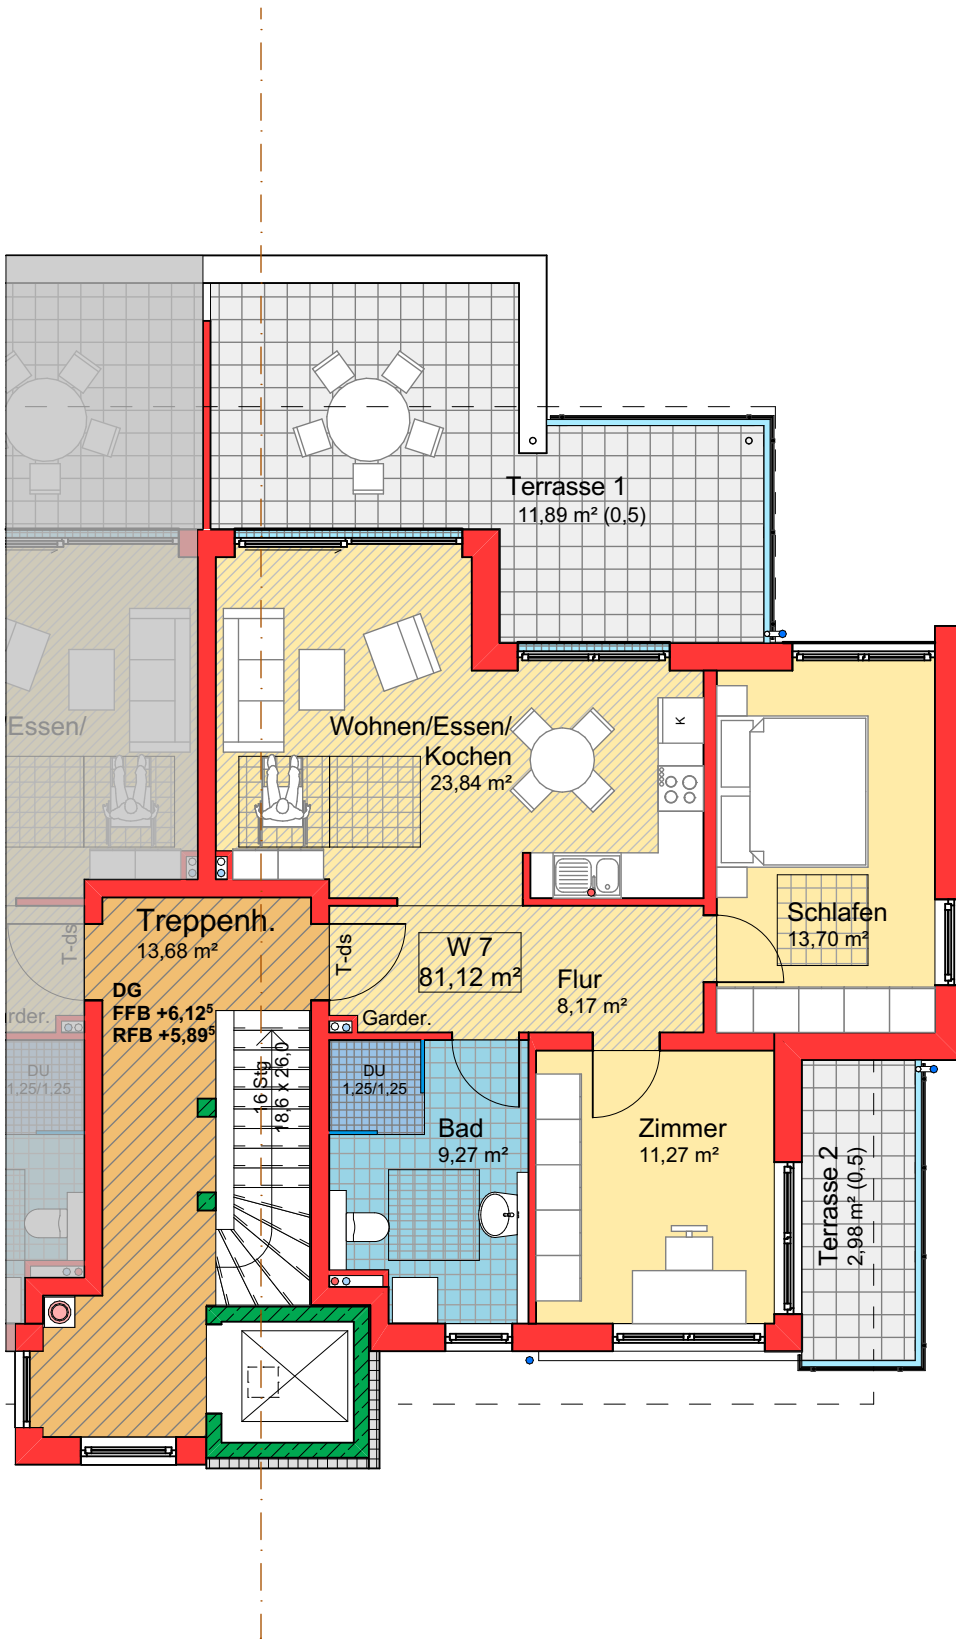 Terrasse 1
11,89 m² (0,5)
/Essen/
Wohnen/Essen/
Kochen
23,84 m²
K
Treppenh.
13,68 m²
T-ds
T-ds
W 7
81,12 m²
Schlafen
13,70 m²
Flur
8,17 m²
DG
FFB +6,12⁵
RFB +5,89⁵
rder.
Garder.
DU
1,25/1,25
16 Stg
18,6 x 26,0
DU
1,25/1,25
Bad
9,27 m²
Zimmer
11,27 m²
Terrasse 2
2,98 m² (0,5)